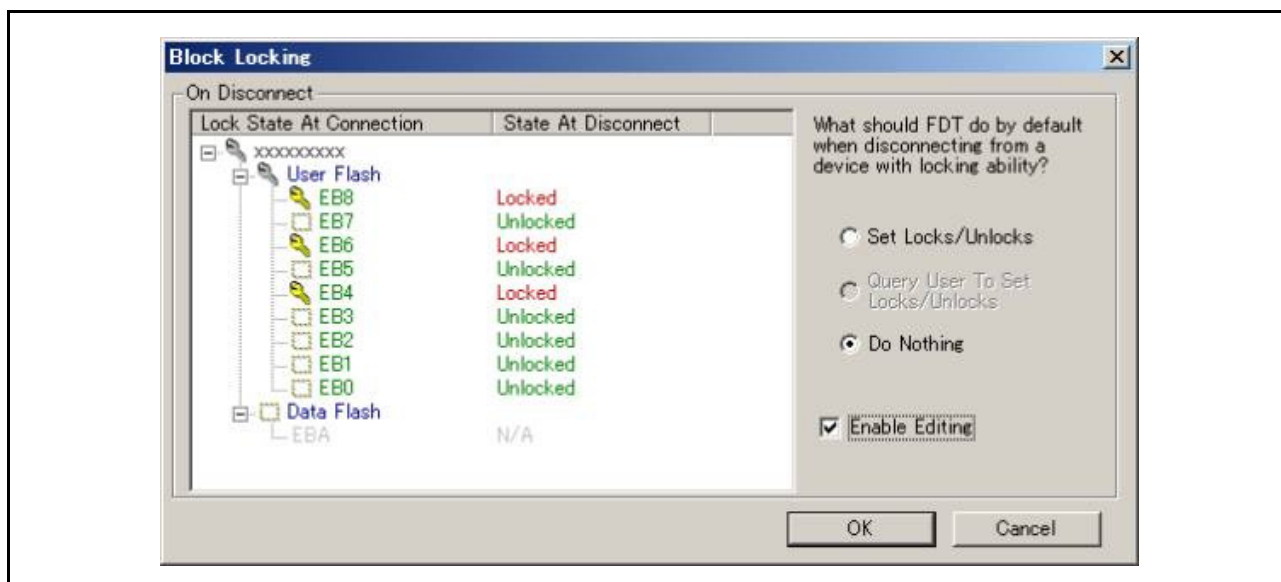 Block Locking
On Disconnect
Lock State At Connection State At Disconnect
xxxxxxxxx
User Flash
EB8 Locked
EB7 Unlocked
EB6 Locked
EB5 Unlocked
EB4 Locked
EB3 Unlocked
EB2 Unlocked
EB1 Unlocked
EB0 Unlocked
Data Flash
EBA N/A
What should FDT do by default
when disconnecting from a
device with locking ability?
Set Locks/Unlocks
Query User To Set
Locks/Unlocks
Do Nothing
Enable Editing
OK Cancel